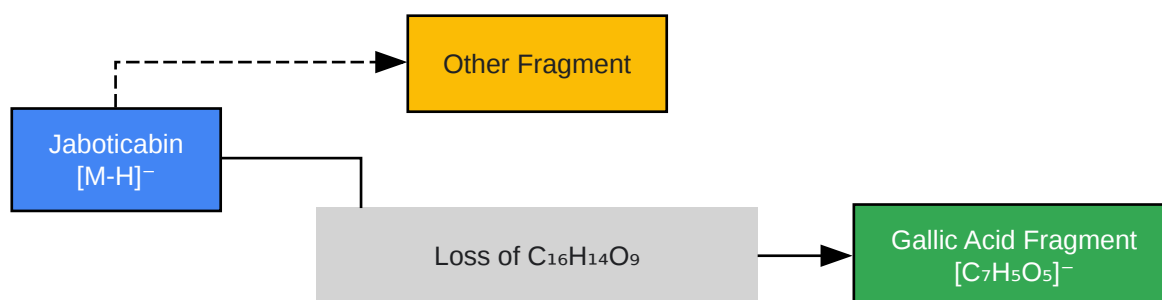 Other Fragment
Jaboticabin
[M-H]⁻
Loss of C₁₆H₁₄O₉
Gallic Acid Fragment
[C₇H₅O₅]⁻